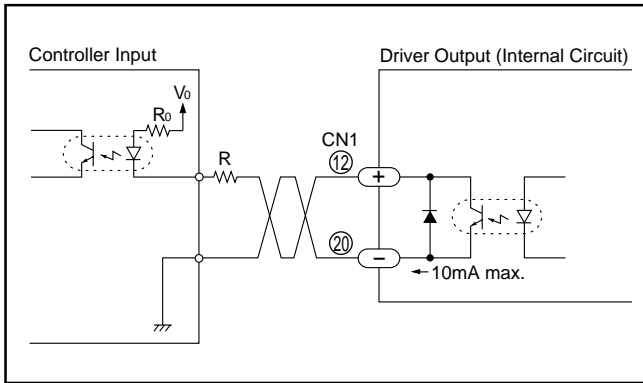 Controller Input
Driver Output (Internal Circuit)
V0
R0
R
CN1
12
+
20
−
10mA max.